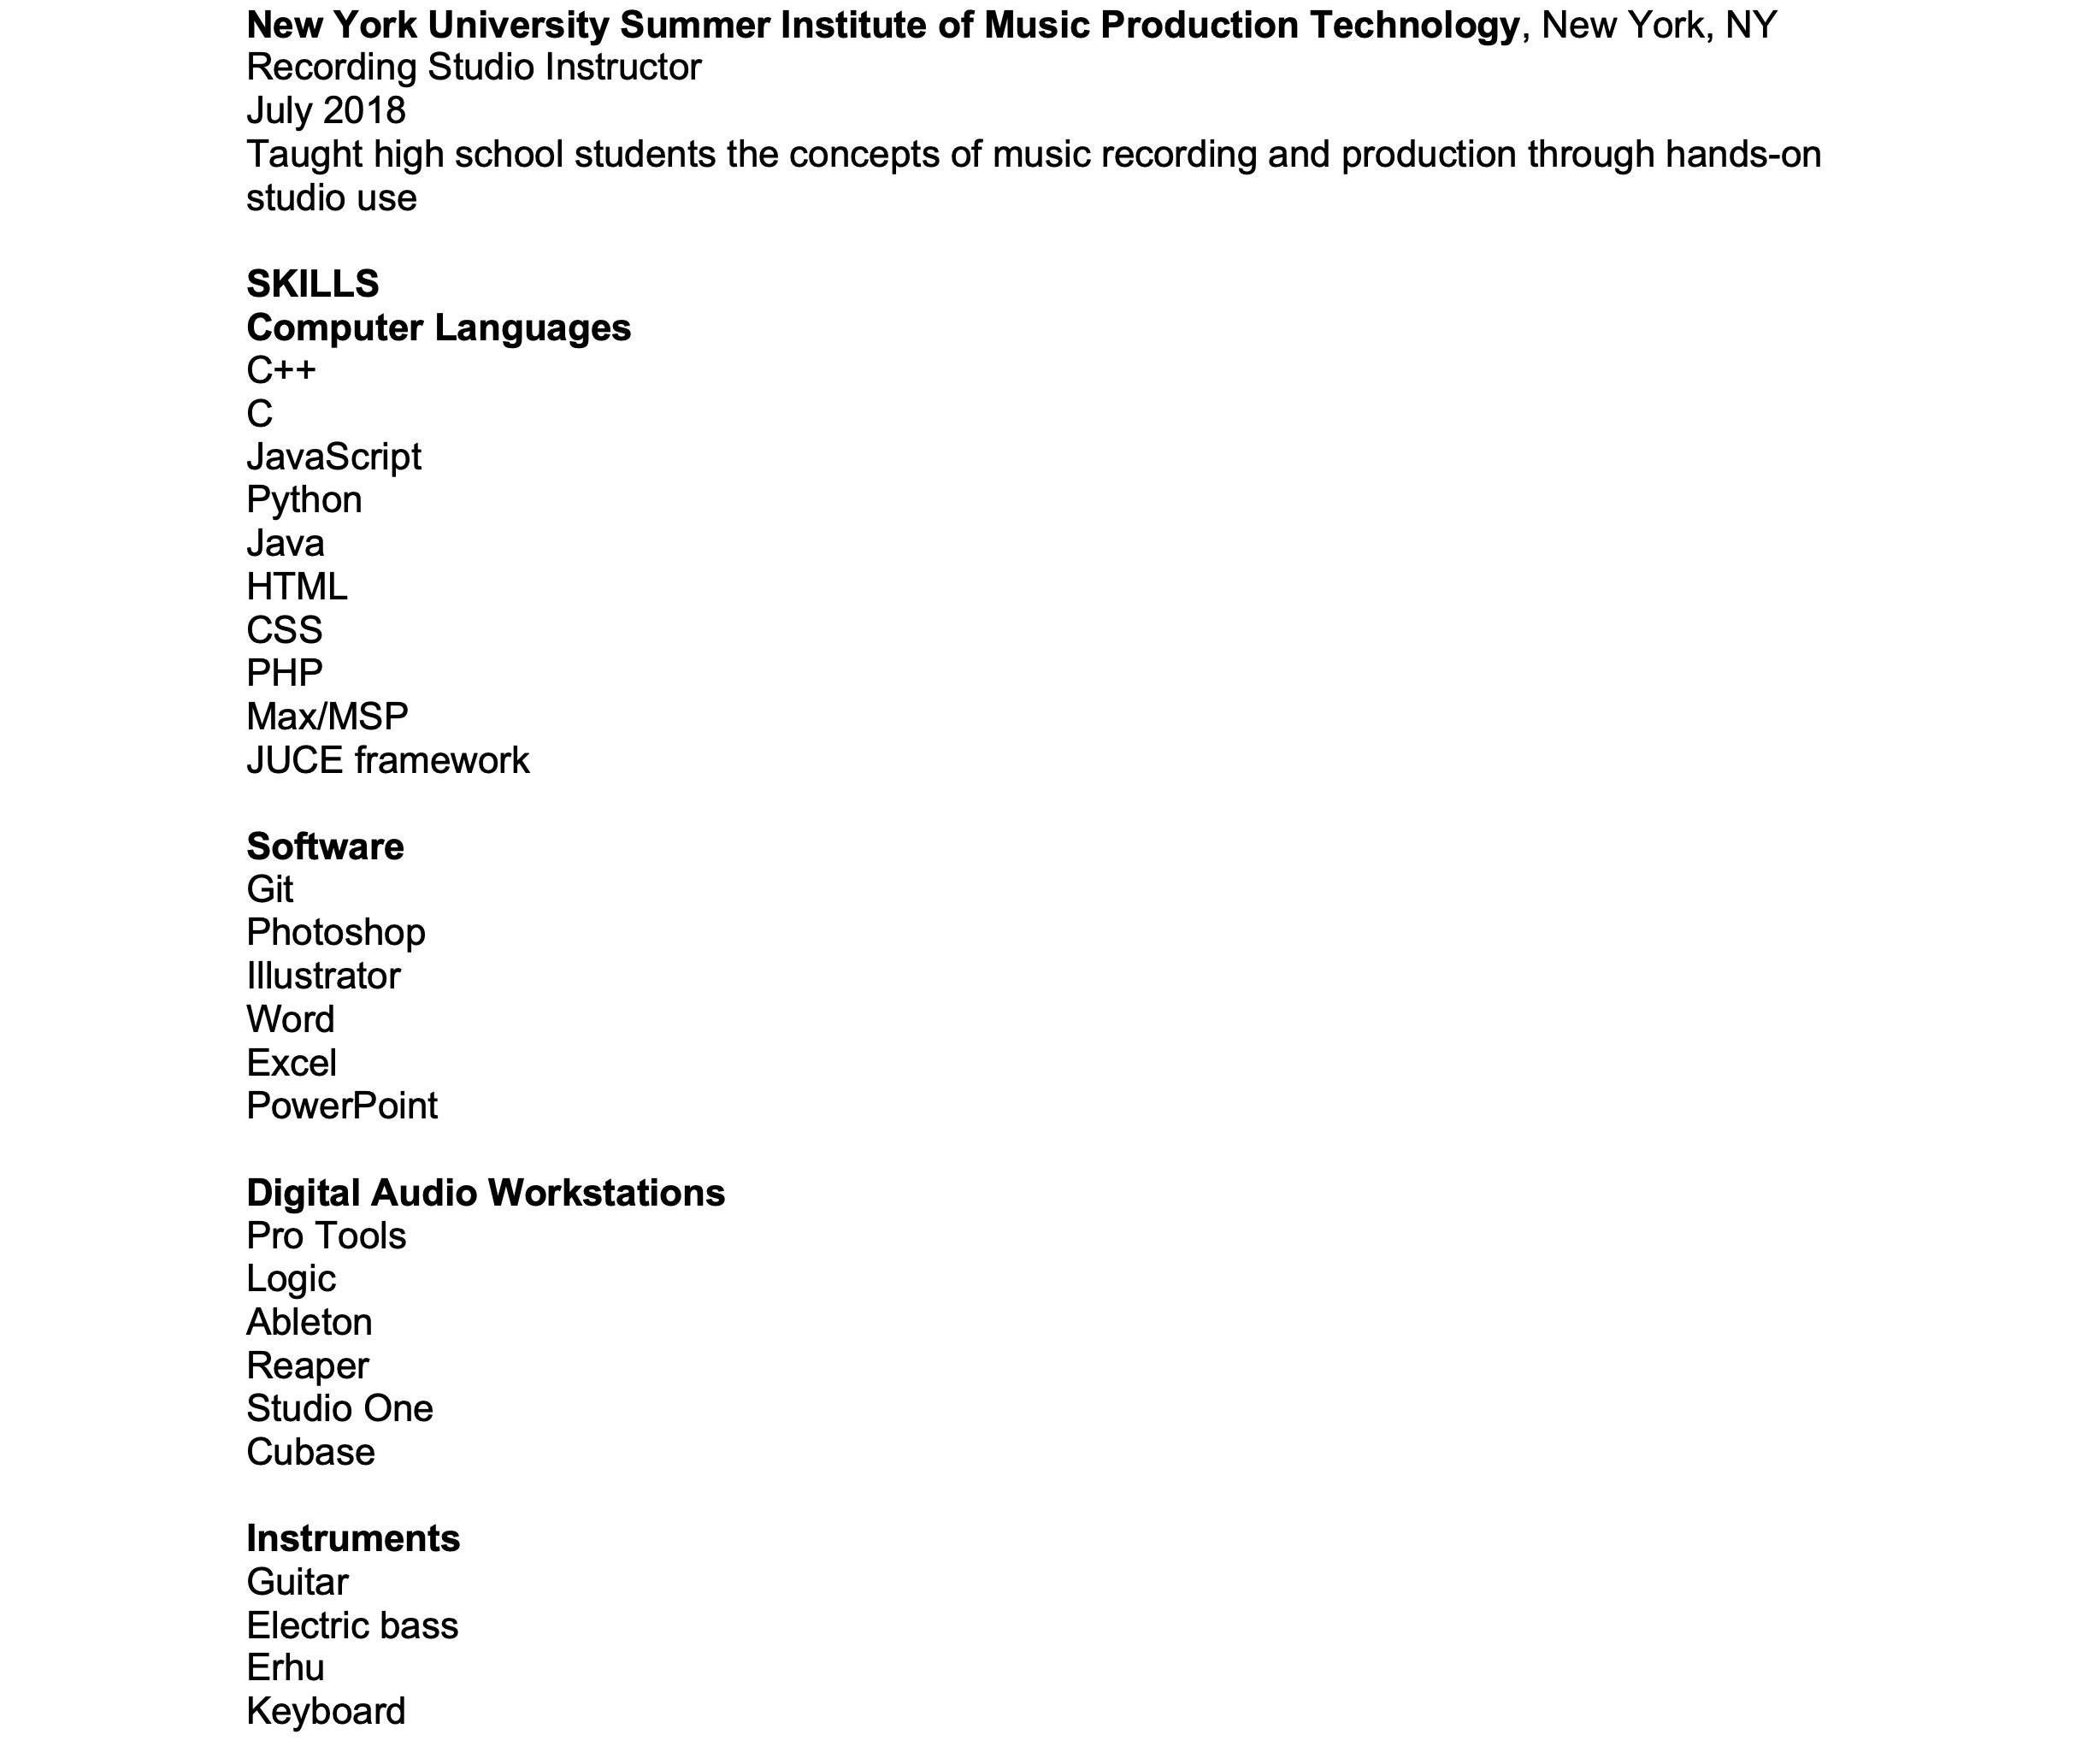 New York University Summer Institute of Music Production Technology, New York, NY
Recording Studio Instructor
July 2018
Taught high school students the concepts of music recording and production through hands-on
studio use
SKILLS
Computer Languages
C++
C
JavaScript
Python
Java
HTML
CSS
PHP
Max/MSP
JUCE framework
Software
Git
Photoshop
Illustrator
Word
Excel
PowerPoint
Digital Audio Workstations
Pro Tools
Logic
Ableton
Reaper
Studio One
Cubase
Instruments
Guitar
Electric bass
Erhu
Keyboard